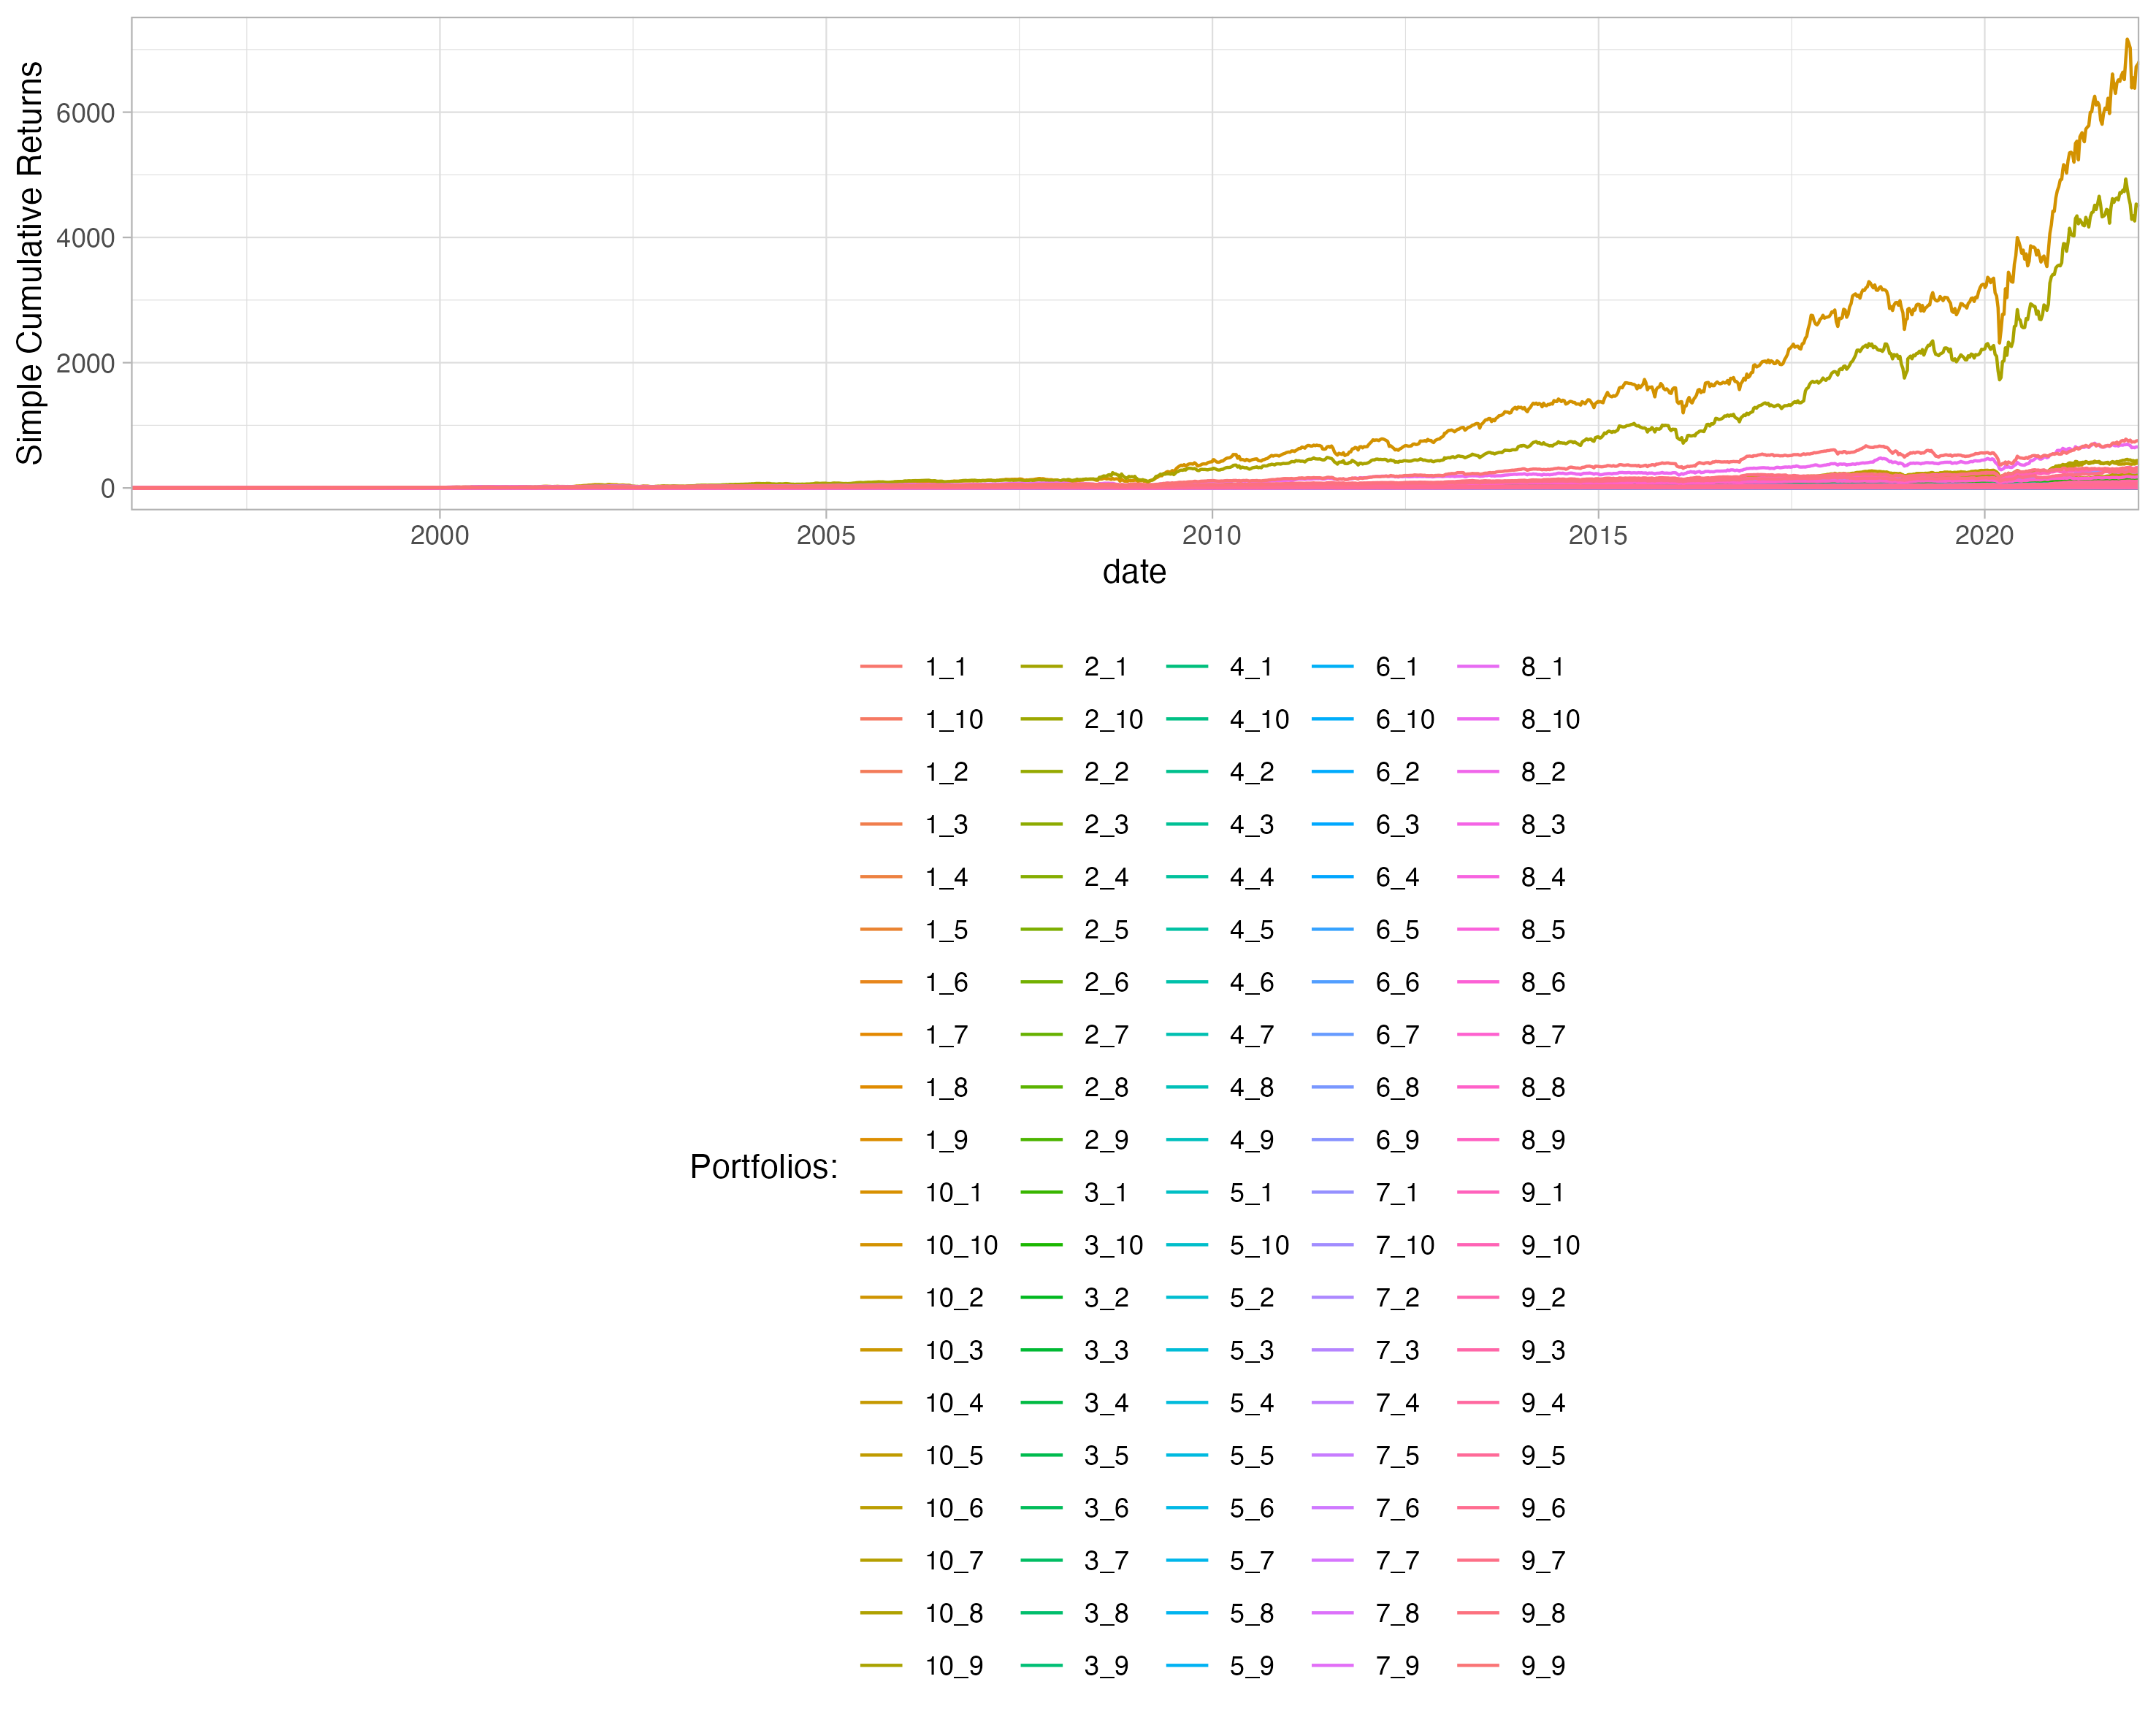 Simple Cumulative Returns
6000
4000
2000
0
2000 2005 2010 2015 2020
date
Portfolios:
1_1 2_1 4_1 6_1 8_1
1_10 2_10 4_10 6_10 8_10
1_2 2_2 4_2 6_2 8_2
1_3 2_3 4_3 6_3 8_3
1_4 2_4 4_4 6_4 8_4
1_5 2_5 4_5 6_5 8_5
1_6 2_6 4_6 6_6 8_6
1_7 2_7 4_7 6_7 8_7
1_8 2_8 4_8 6_8 8_8
1_9 2_9 4_9 6_9 8_9
10_1 3_1 5_1 7_1 9_1
10_10 3_10 5_10 7_10 9_10
10_2 3_2 5_2 7_2 9_2
10_3 3_3 5_3 7_3 9_3
10_4 3_4 5_4 7_4 9_4
10_5 3_5 5_5 7_5 9_5
10_6 3_6 5_6 7_6 9_6
10_7 3_7 5_7 7_7 9_7
10_8 3_8 5_8 7_8 9_8
10_9 3_9 5_9 7_9 9_9